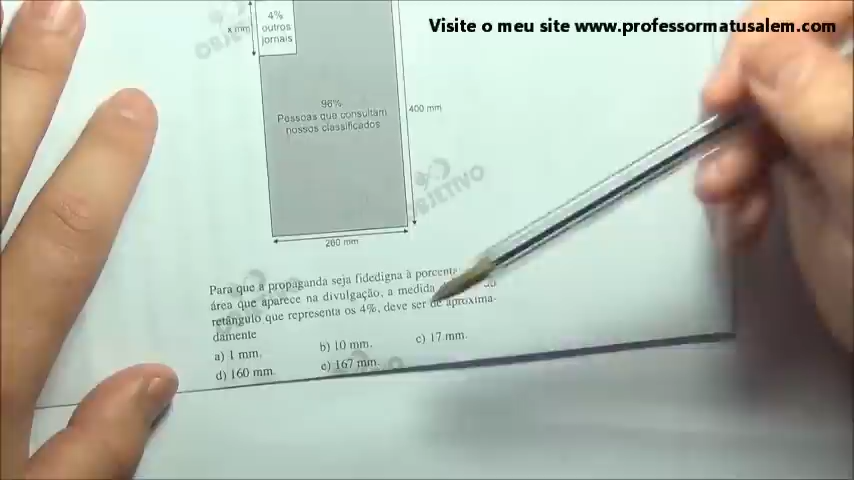 Visite o meu site www.professormatusalem.com
4%
outros
jornais
x mm
96%
Pessoas que consultam
nossos classificados
400 mm
OBJETIVO
260 mm
Para que a propaganda seja fidedigna à porcenta
área que aparece na divulgação, a medida do
retângulo que representa os 4%, deve ser de aproxima-
damente
a) 1 mm. b) 10 mm. c) 17 mm.
d) 160 mm. e) 167 mm.